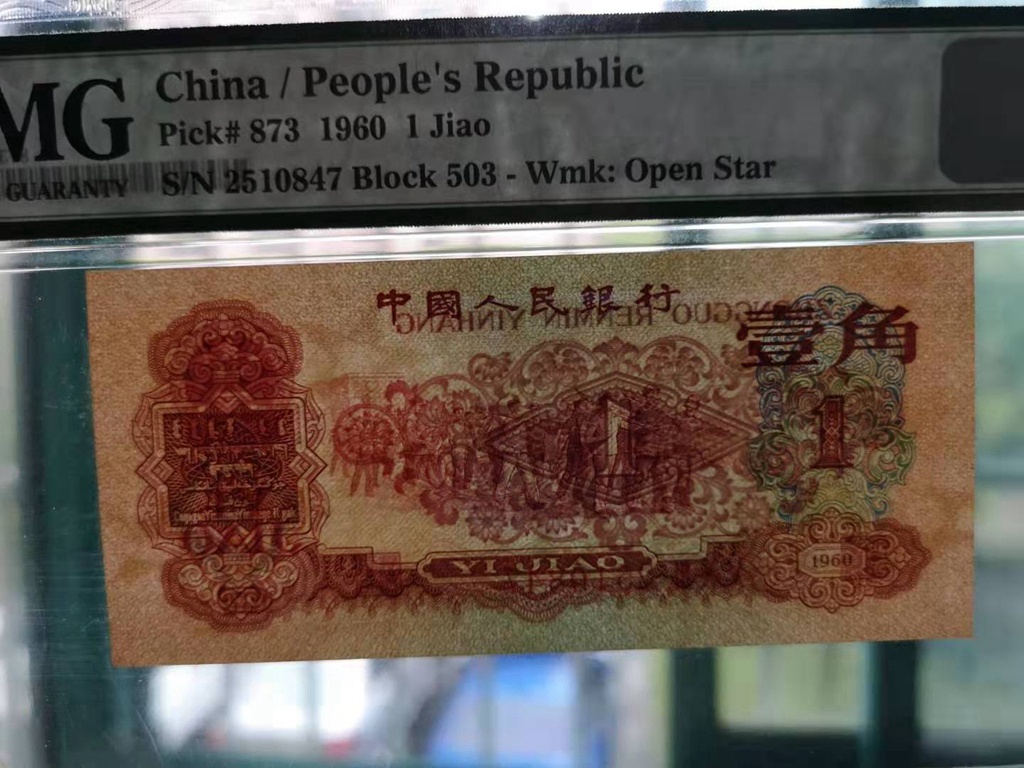 MG
GUARANTY
China / People's Republic
Pick# 873 1960 1 Jiao
S/N 2510847 Block 503 - Wmk: Open Star
中國人民銀行
壹角
1
1
YI JIAO
1960